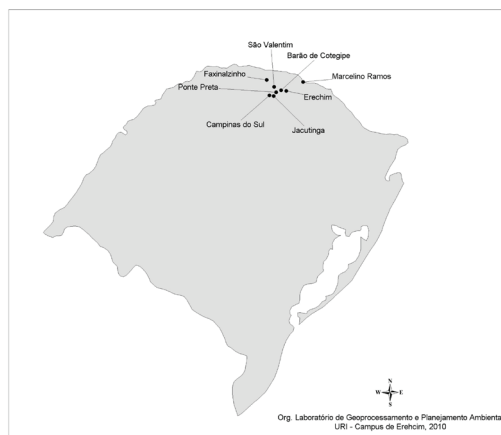 São Valentim
Barão de Cotegipe
Faxinalzinho
Marcelino Ramos
Ponte Preta
Erechim
Campinas do Sul
Jacutinga
N
W E
S
Org. Laboratório de Geoprocessamento e Planejamento Ambienta
URI - Campus de Erehcim, 2010